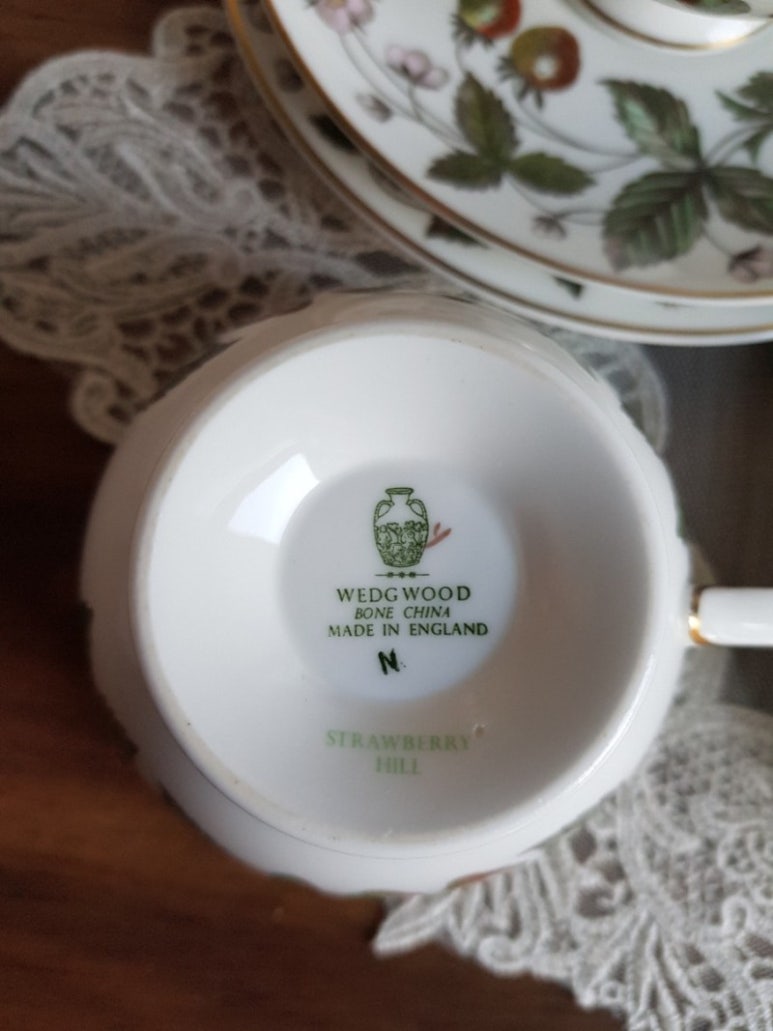 WEDGWOOD
BONE CHINA
MADE IN ENGLAND
N
STRAWBERRY
HILL